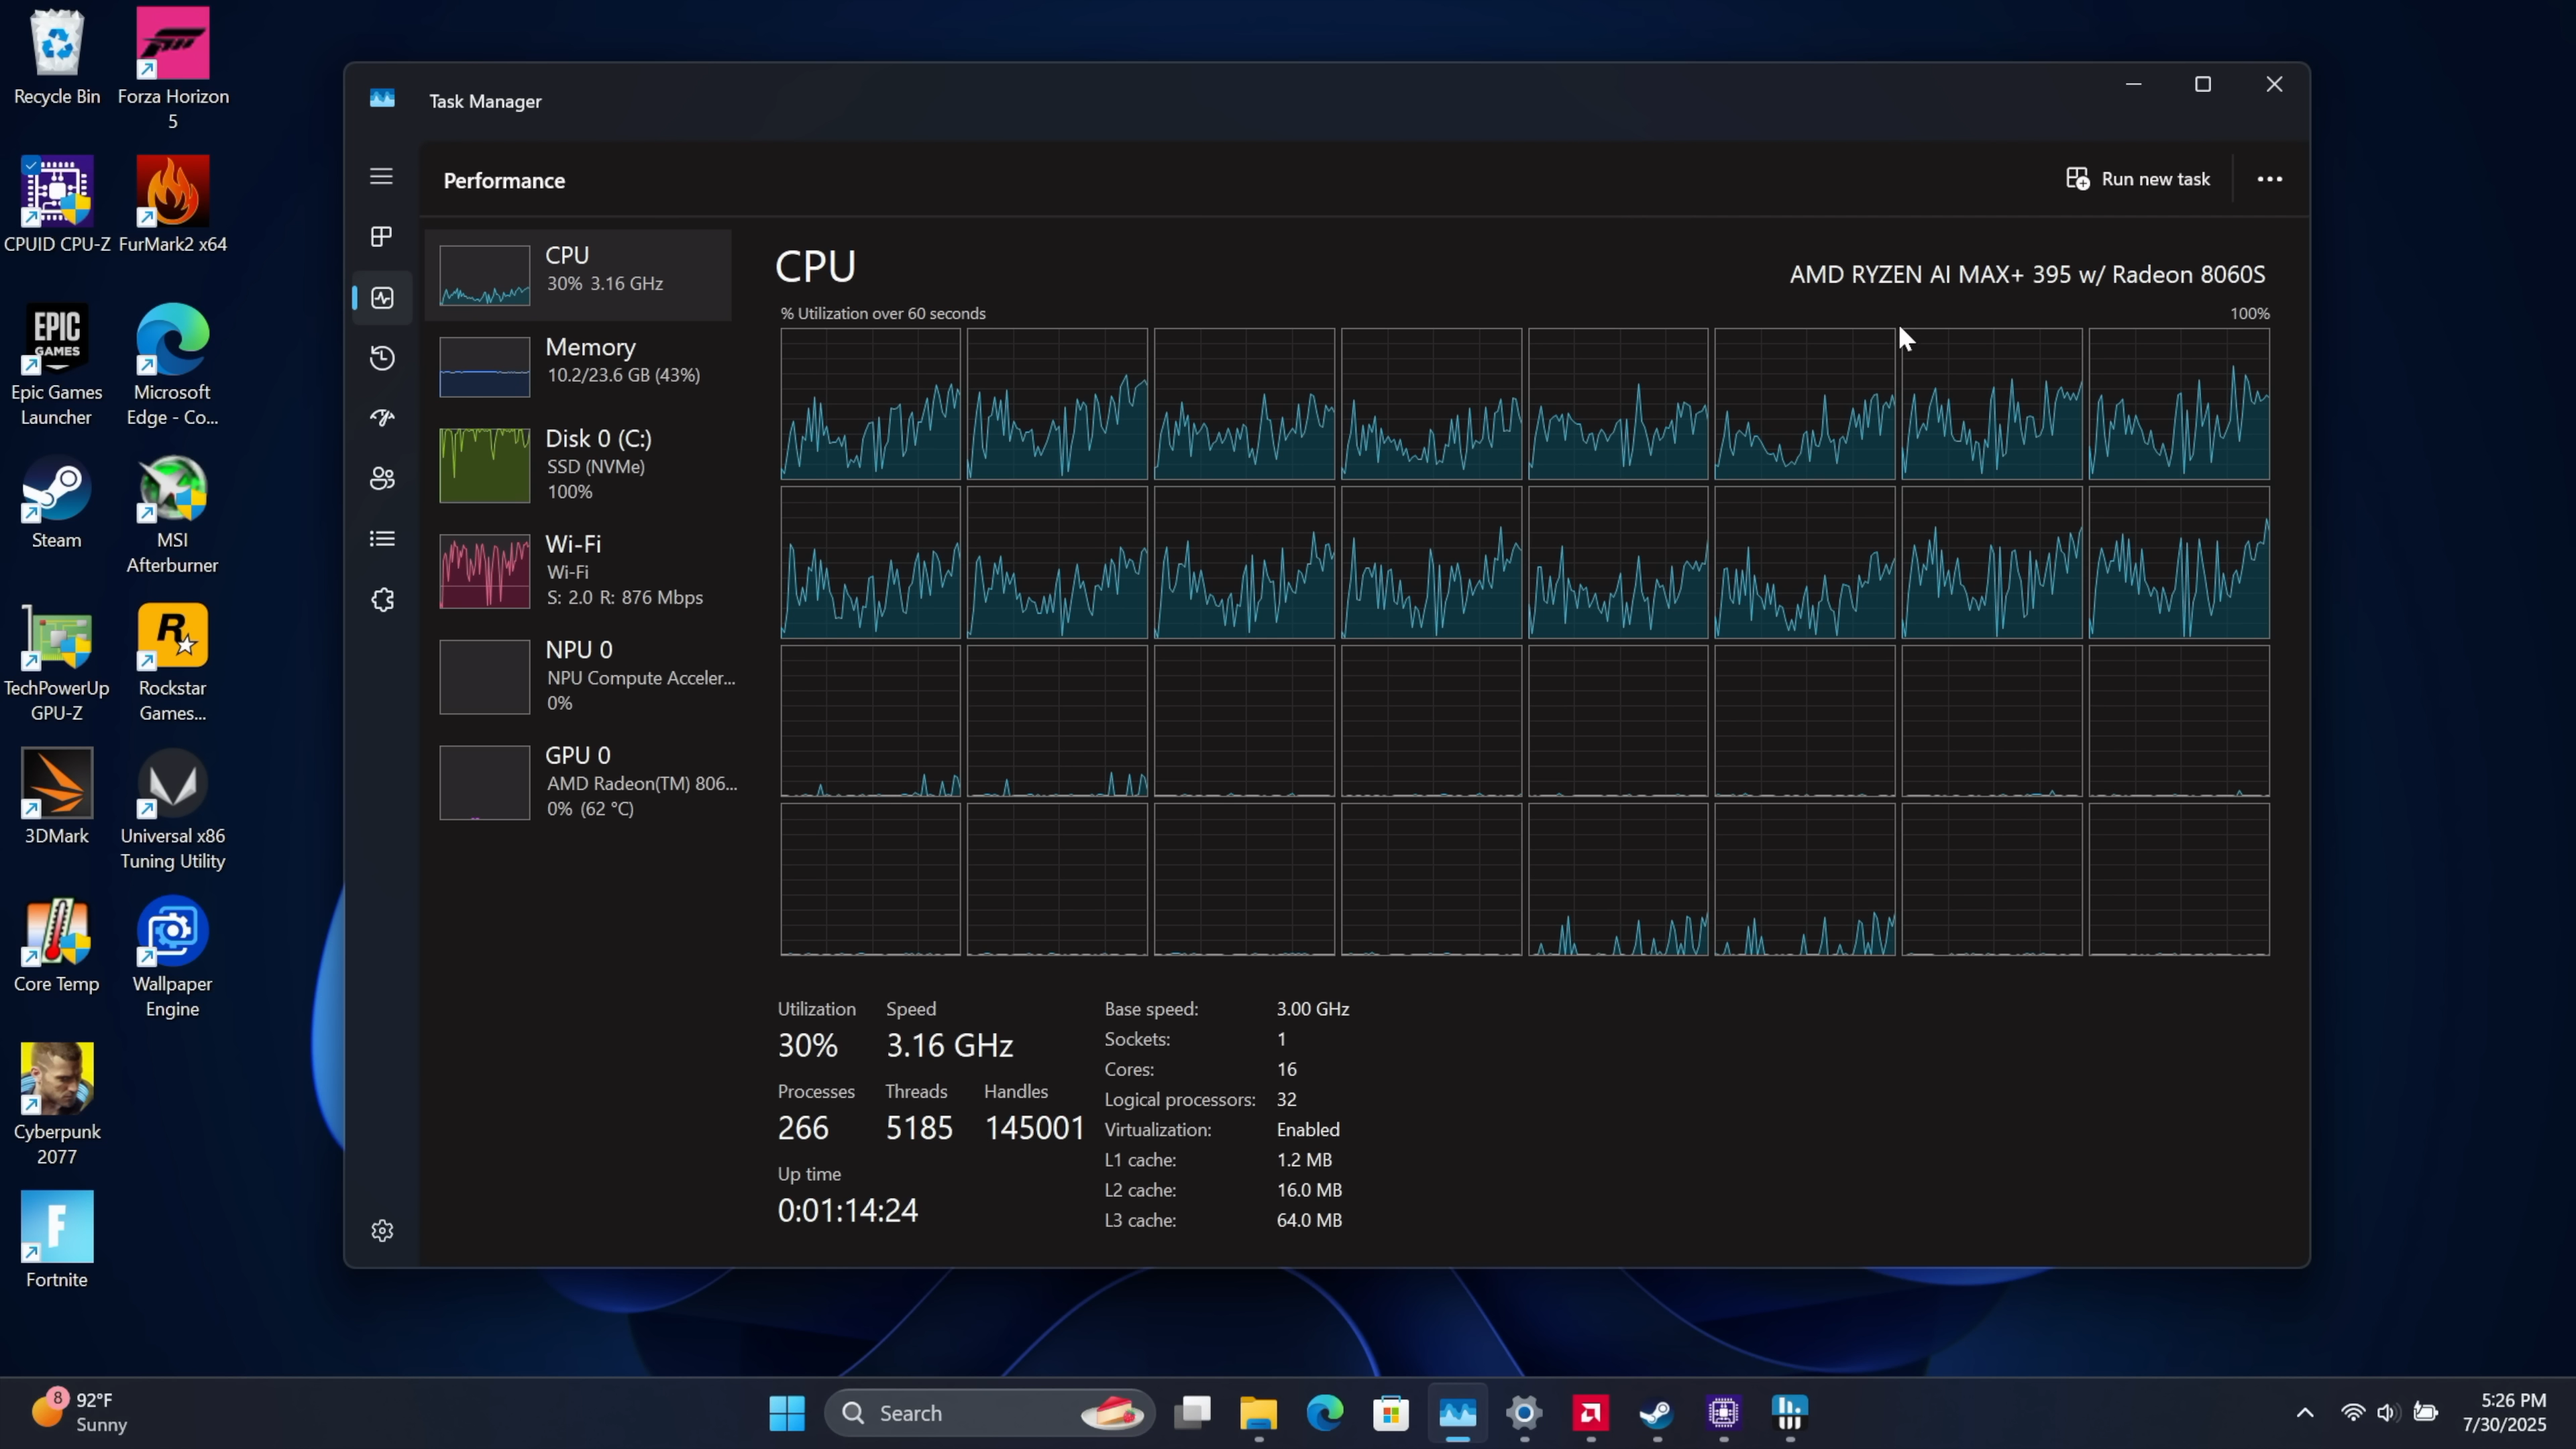 Recycle Bin
Forza Horizon
5
CPUID CPU-Z
FurMark2 x64
EPIC
GAMES
Epic Games
Launcher
Microsoft
Edge - Co...
Steam
MSI
Afterburner
TechPowerUp
GPU-Z
R
Rockstar
Games...
3DMark
Universal x86
Tuning Utility
Core Temp
Wallpaper
Engine
Cyberpunk
2077
F
Fortnite
Task Manager
Performance
Run new task
CPU
30% 3.16 GHz
Memory
10.2/23.6 GB (43%)
Disk 0 (C:)
SSD (NVMe)
100%
Wi-Fi
Wi-Fi
S: 2.0 R: 876 Mbps
NPU 0
NPU Compute Acceler...
0%
GPU 0
AMD Radeon(TM) 806...
0% (62 °C)
CPU
AMD RYZEN AI MAX+ 395 w/ Radeon 8060S
% Utilization over 60 seconds
100%
Utilization
30%
Speed
3.16 GHz
Processes
266
Threads
5185
Handles
145001
Up time
0:01:14:24
Base speed: 3.00 GHz
Sockets: 1
Cores: 16
Logical processors: 32
Virtualization: Enabled
L1 cache: 1.2 MB
L2 cache: 16.0 MB
L3 cache: 64.0 MB
8
92°F
Sunny
Search
5:26 PM
7/30/2025